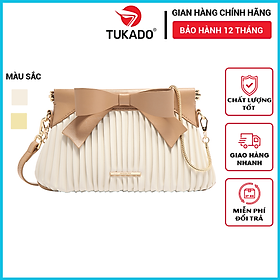 TUKADO
GIAN HÀNG CHÍNH HÃNG
BẢO HÀNH 12 THÁNG
MÀU SẮC
CHẤT LƯỢNG
TỐT
GIAO HÀNG
NHANH
MIỄN PHÍ
ĐỔI TRẢ